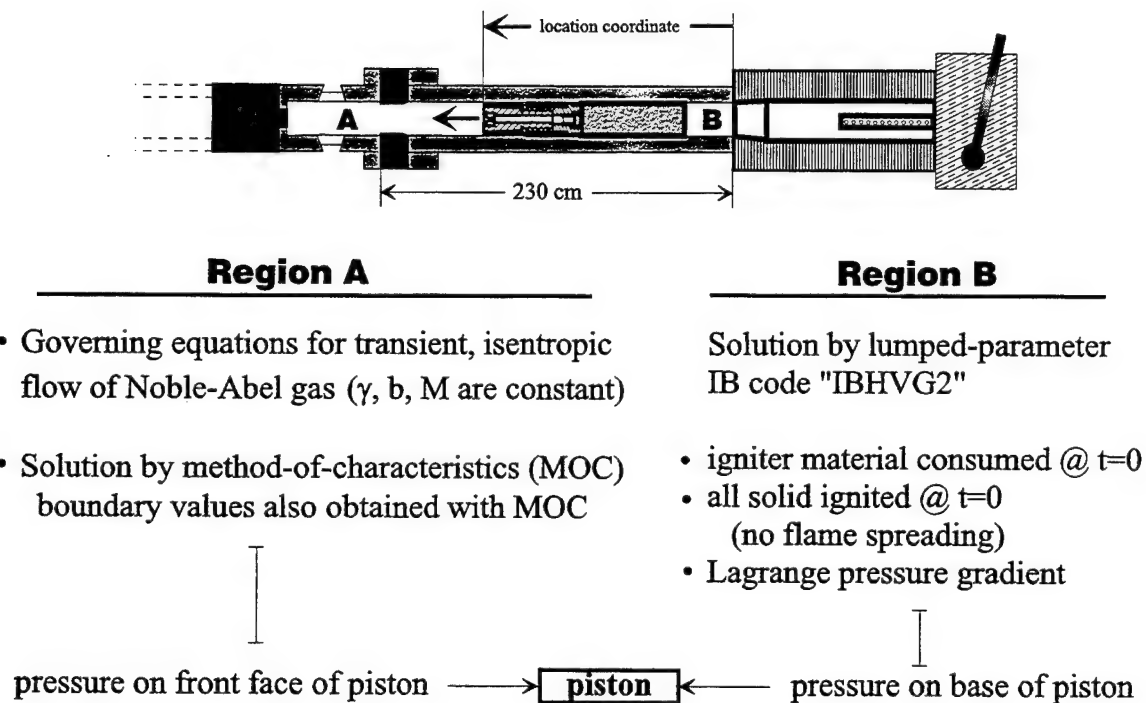 location coordinate
A
B
230 cm
Region A
• Governing equations for transient, isentropic
flow of Noble-Abel gas (γ, b, M are constant)
• Solution by method-of-characteristics (MOC)
boundary values also obtained with MOC
Region B
Solution by lumped-parameter
IB code "IBHVG2"
• igniter material consumed @ t=0
• all solid ignited @ t=0
(no flame spreading)
• Lagrange pressure gradient
pressure on front face of piston
piston
pressure on base of piston